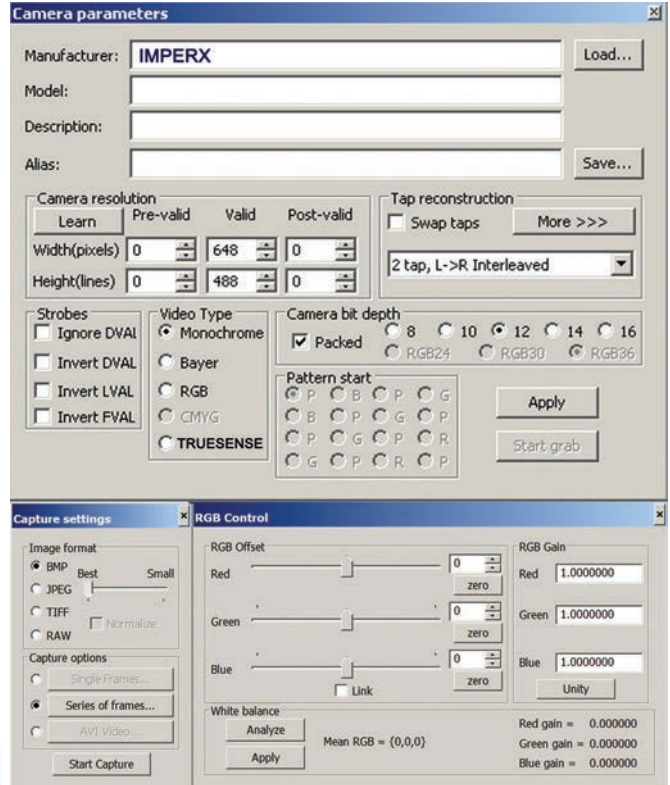 Camera parameters
Manufacturer: IMPERX Load...
Model:
Description:
Alias: Save...
Camera resolution Tap reconstruction
Learn Pre-valid Valid Post-valid Swap taps More >>>
Width(pixels) 0 648 0
2 tap, L->R Interleaved
Height(lines) 0 488 0
Strobes Video Type Camera bit depth
Ignore DVAL Monochrome Packed 8 10 12 14 16
RGB24 RGB30 RGB36
Invert DVAL Bayer
Pattern start
Invert LVAL RGB P B P G
Invert FVAL CMYG B P G P
TRUESENSE P G P R
G P R P
Apply
Start grab
Capture settings
Image format
BMP Best Small
JPEG
TIFF Normalize
RAW
Capture options
Single Frames...
Series of frames...
AVI Video...
Start Capture
RGB Control
RGB Offset
Red 0
zero
Green 0
zero
Blue 0
Link zero
RGB Gain
Red 1.0000000
Green 1.0000000
Blue 1.0000000
Unity
White balance
Analyze
Mean RGB = {0,0,0}
Apply
Red gain = 0.000000
Green gain = 0.000000
Blue gain = 0.000000